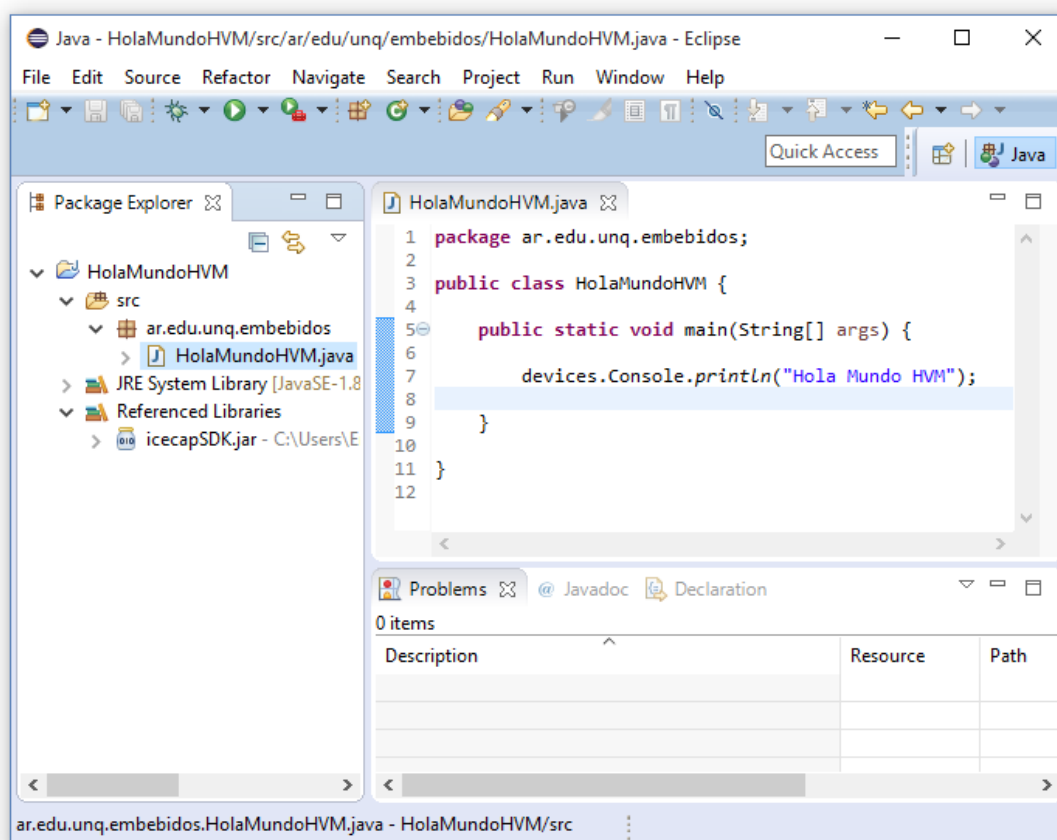 Java - HolaMundoHVM/src/ar/edu/unq/embebidos/HolaMundoHVM.java - Eclipse
File Edit Source Refactor Navigate Search Project Run Window Help
Quick Access
Java
Package Explorer
HolaMundoHVM
src
ar.edu.unq.embebidos
HolaMundoHVM.java
JRE System Library [JavaSE-1.8
Referenced Libraries
icecapSDK.jar - C:\Users\E
HolaMundoHVM.java
1 package ar.edu.unq.embebidos;
2
3 public class HolaMundoHVM {
4
5 public static void main(String[] args) {
6
7 devices.Console.println("Hola Mundo HVM");
8
9 }
10
11 }
12
Problems @ Javadoc Declaration
0 items
Description Resource Path
ar.edu.unq.embebidos.HolaMundoHVM.java - HolaMundoHVM/src